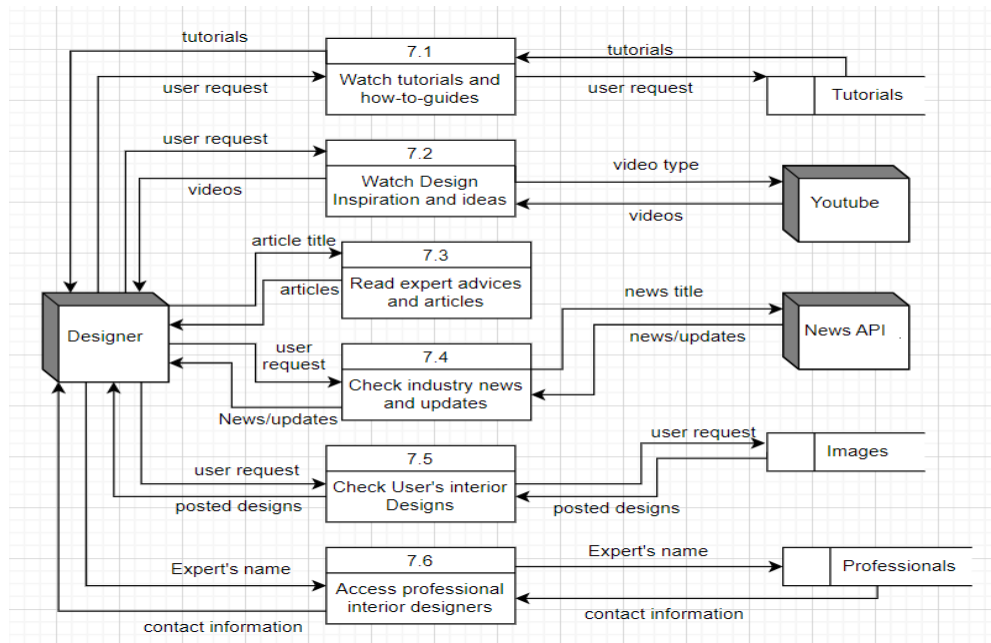 tutorials
7.1
tutorials
Watch tutorials and
how-to-guides
user request
user request
Tutorials
user request
7.2
video type
Watch Design
Inspiration and ideas
videos
Youtube
videos
article title
7.3
articles
Read expert advices
and articles
news title
Designer
News API
news/updates
user
request
7.4
Check industry news
and updates
News/updates
user request
7.5
Images
user request
Check User's interior
Designs
posted designs
posted designs
7.6
Expert's name
Professionals
Expert's name
Access professional
interior designers
contact information
contact information